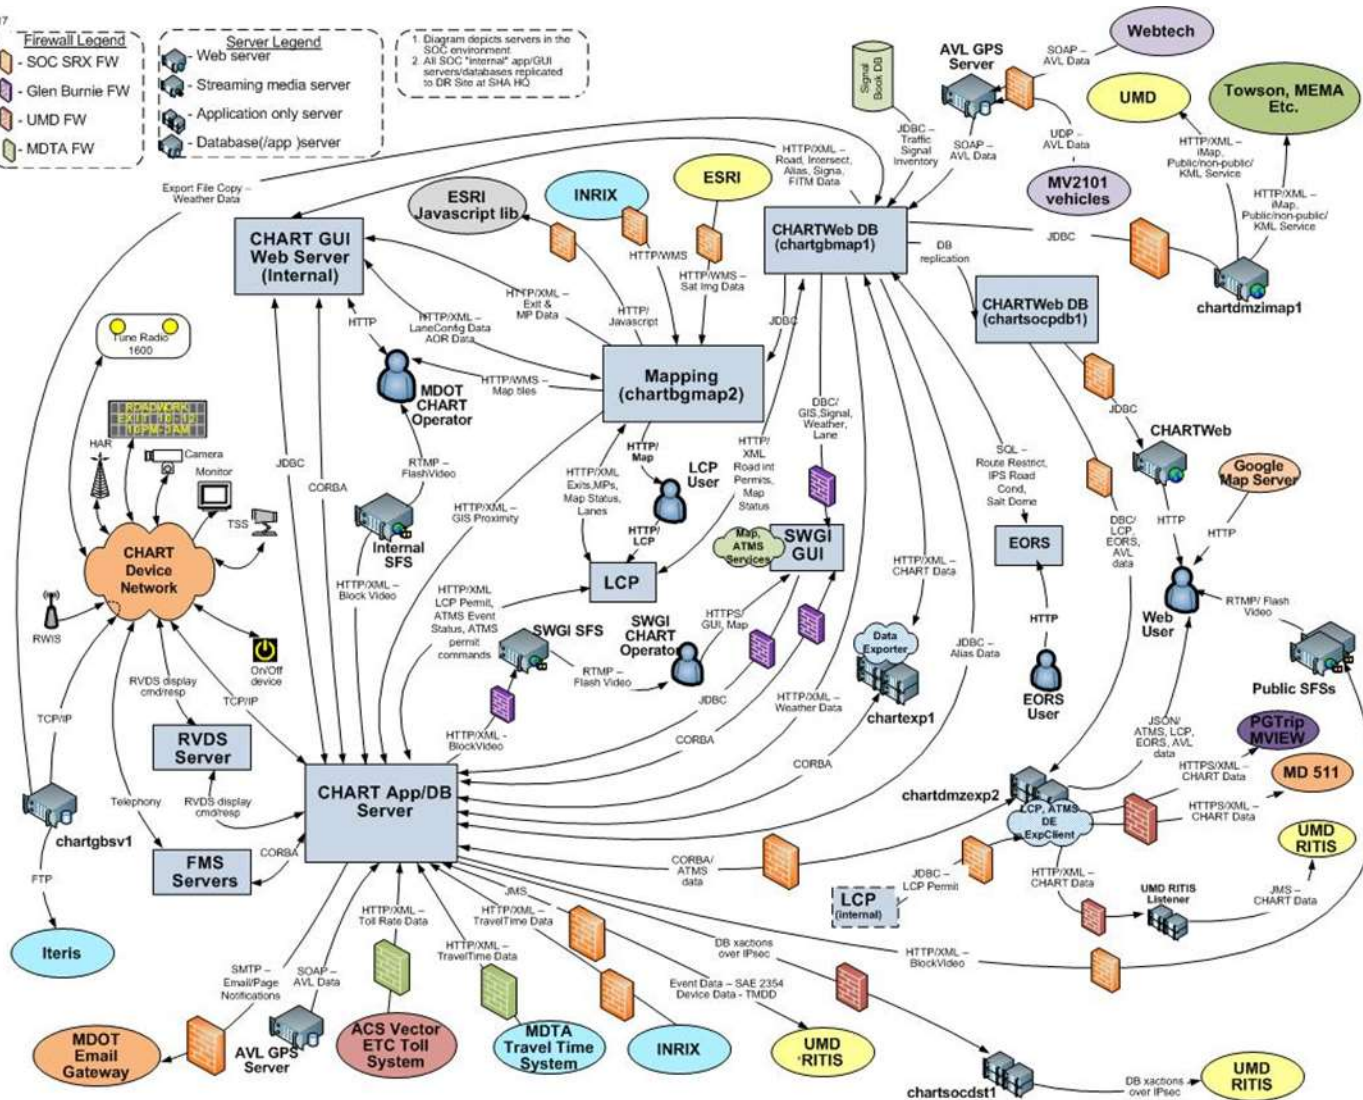 17
Firewall Legend
- SOC SRX FW
- Glen Burnie FW
- UMD FW
- MDTA FW
Server Legend
- Web server
- Streaming media server
- Application only server
- Database(/app )server
1. Diagram depicts servers in the
SOC environment
2. All SOC "internal" app/GUI
servers/databases replicated
to DR Site at SHA HQ
Signal
Book DB
AVL GPS
Server
SOAP –
AVL Data
Webtech
UMD
Towson, MEMA
Etc.
JDBC –
Traffic
Signal
Inventory
SOAP –
AVL Data
UDP –
AVL Data
MV2101
vehicles
HTTP/XML –
iMap,
Public/non-public/
KML Service
HTTP/XML –
iMap,
Public/non-public/
KML Service
HTTP/XML –
Road, Intersect,
Alias, Signa,
FITM Data
Export File Copy –
Weather Data
ESRI
Javascript lib
INRIX
ESRI
CHART GUI
Web Server
(Internal)
CHARTWeb DB
(chartgbmap1)
JDBC
DB
replication
chartdmzimap1
CHARTWeb DB
(chartsocpdb1)
HTTP/WMS
HTTP/WMS –
Sat Img Data
HTTP/XML –
Exit &
MP Data
HTTP/
Javascript
JDBC
HTTP
HTTP/XML –
LaneConfig Data
AOR Data
Tune Radio
1600
Mapping
(chartbgmap2)
HTTP/WMS –
Map tiles
MDOT
CHART
Operator
ROADWORK
EXIT 10-12
10PM-3AM
HAR
Camera
Monitor
TSS
JDBC
CORBA
RTMP –
FlashVideo
HTTP/XML –
GIS Proximity
HTTP/XML
Exits,MPs,
Map Status,
Lanes
HTTP/
Map
LCP
User
HTTP/
XML
Road int
Permits,
Map
Status
DBC/
GIS,Signal,
Weather,
Lane
SQL –
Route Restrict,
IPS Road
Cond,
Salt Dome
JDBC
CHARTWeb
Google
Map Server
HTTP
HTTP
DBC/
LCP,
EORS,
AVL
data
CHART
Device
Network
Internal
SFS
HTTP/
LCP
LCP
Map,
ATMS
Services
SWGI
GUI
EORS
HTTP/XML –
CHART Data
RWIS
HTTP/XML –
Block Video
HTTP/XML
LCP Permit,
ATMS Event
Status, ATMS
permit
commands
SWGI SFS
SWGI
CHART
Operator
HTTPS/
GUI, Map
RTMP –
Flash Video
HTTP
Web
User
RTMP/ Flash
Video
Public SFSs
Data
Exporter
chartexp1
JDBC –
Alias Data
EORS
User
On/Off
device
RVDS display
cmd/resp
TCP/IP
TCP/IP
RVDS
Server
JDBC
HTTP/XML –
Weather Data
HTTP/XML -
BlockVideo
CORBA
CORBA
JSON/
ATMS, LCP,
EORS, AVL
data
PGTrip
MVIEW
HTTPS/XML –
CHART Data
MD 511
HTTPS/XML –
CHART Data
CHART App/DB
Server
Telephony
RVDS display
cmd/resp
chartgbsv1
chartdmzexp2
LCP, ATMS
DE
ExpClient
UMD
RITIS
FMS
Servers
CORBA
FTP
CORBA/
ATMS
data
JDBC –
LCP Permit
LCP
(internal)
HTTP/XML –
CHART Data
UMD RITIS
Listener
JMS –
CHART Data
Iteris
JMS
HTTP/XML –
Toll Rate Data
HTTP/XML –
TravelTime Data
HTTP/XML –
TravelTime Data
DB xactions
over IPsec
HTTP/XML –
BlockVideo
SMTP –
Email/Page
Notifications
SOAP –
AVL Data
Event Data – SAE 2354
Device Data - TMDD
MDOT
Email
Gateway
AVL GPS
Server
ACS Vector
ETC Toll
System
MDTA
Travel Time
System
INRIX
UMD
RITIS
chartsocdst1
DB xactions
over IPsec
UMD
RITIS